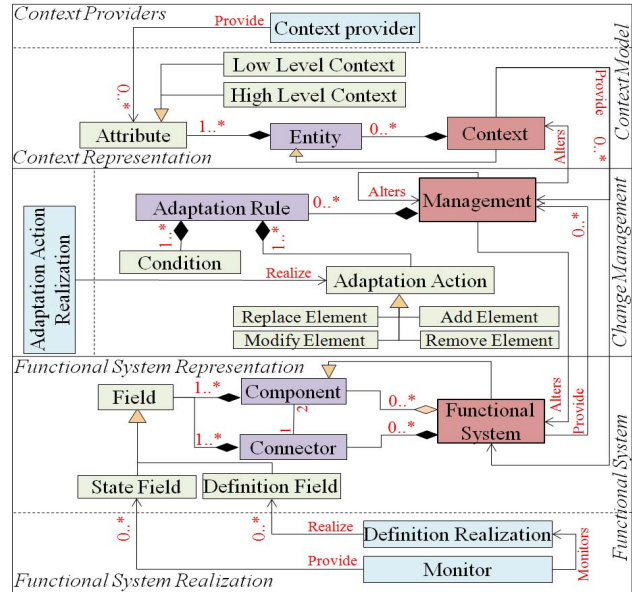 Context Providers
Provide
Context provider
Low Level Context
High Level Context
0..*
Provide
Context Model
Attribute
1..*
Entity
0..*
Context
0..*
Context Representation
Alters
Alters
Adaptation Rule
0..*
Management
0..*
1..*
1..*
Condition
Adaptation Action Realization
Realize
Adaptation Action
Replace Element
Add Element
Modify Element
Remove Element
Change Management
Functional System Representation
Field
1..*
Component
0..*
Functional System
2
1
1..*
Connector
0..*
Alters
Provide
State Field
Definition Field
Functional System
0..*
0..*
Realize
Definition Realization
Provide
Monitor
Monitors
Functional System Realization